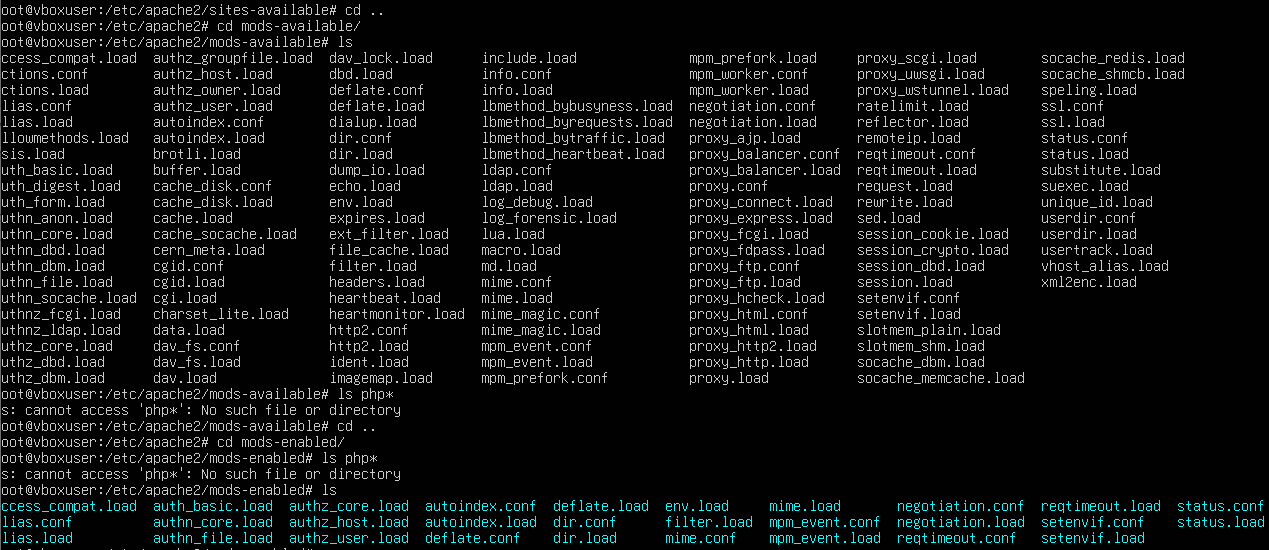 oot@vboxuser:/etc/apache2/sites-available# cd ..
oot@vboxuser:/etc/apache2# cd mods-available/
oot@vboxuser:/etc/apache2/mods-available# ls
ccess_compat.load authz_groupfile.load dav_lock.load include.load mpm_prefork.load proxy_scgi.load socache_redis.load
ctions.conf authz_host.load dbd.load info.conf mpm_worker.conf proxy_uwsgi.load socache_shmcb.load
ctions.load authz_owner.load deflate.conf info.load mpm_worker.load proxy_wstunnel.load speling.load
lias.conf authz_user.load deflate.load lbmethod_bybusyness.load negotiation.conf ratelimit.load ssl.conf
lias.load autoindex.conf dialup.load lbmethod_byrequests.load negotiation.load reflector.load ssl.load
llowmethods.load autoindex.load dir.conf lbmethod_bytraffic.load proxy_ajp.load remoteip.load status.conf
sis.load brotli.load dir.load lbmethod_heartbeat.load proxy_balancer.conf reqtimeout.conf status.load
uth_basic.load buffer.load dump_io.load ldap.conf proxy_balancer.load reqtimeout.load substitute.load
uth_digest.load cache_disk.conf echo.load ldap.load proxy.conf request.load suexec.load
uth_form.load cache_disk.load env.load log_debug.load proxy_connect.load rewrite.load unique_id.load
uthn_anon.load cache.load expires.load log_forensic.load proxy_express.load sed.load userdir.conf
uthn_core.load cache_socache.load ext_filter.load lua.load proxy_fcgi.load session_cookie.load userdir.load
uthn_dbd.load cern_meta.load file_cache.load macro.load proxy_fdpass.load session_crypto.load usertrack.load
uthn_dbm.load cgid.conf filter.load md.load proxy_ftp.conf session_dbd.load vhost_alias.load
uthn_file.load cgid.load headers.load mime.conf proxy_ftp.load session.load xml2enc.load
uthn_socache.load cgi.load heartbeat.load mime.load proxy_hcheck.load setenvif.conf
uthnz_fcgi.load charset_lite.load heartmonitor.load mime_magic.conf proxy_html.conf setenvif.load
uthnz_ldap.load data.load http2.conf mime_magic.load proxy_html.load slotmem_plain.load
uthz_core.load dav_fs.conf http2.load mpm_event.conf proxy_http2.load slotmem_shm.load
uthz_dbd.load dav_fs.load ident.load mpm_event.load proxy_http.load socache_dbm.load
uthz_dbm.load dav.load imagemap.load mpm_prefork.conf proxy.load socache_memcache.load
oot@vboxuser:/etc/apache2/mods-available# ls php*
s: cannot access 'php*': No such file or directory
oot@vboxuser:/etc/apache2/mods-available# cd ..
oot@vboxuser:/etc/apache2# cd mods-enabled/
oot@vboxuser:/etc/apache2/mods-enabled# ls php*
s: cannot access 'php*': No such file or directory
oot@vboxuser:/etc/apache2/mods-enabled# ls
ccess_compat.load auth_basic.load authz_core.load autoindex.conf deflate.load env.load mime.load negotiation.conf reqtimeout.load status.conf
lias.conf authn_core.load authz_host.load autoindex.load dir.conf filter.load mpm_event.conf negotiation.load setenvif.conf status.load
lias.load authn_file.load authz_user.load deflate.conf dir.load mime.conf mpm_event.load reqtimeout.conf setenvif.load